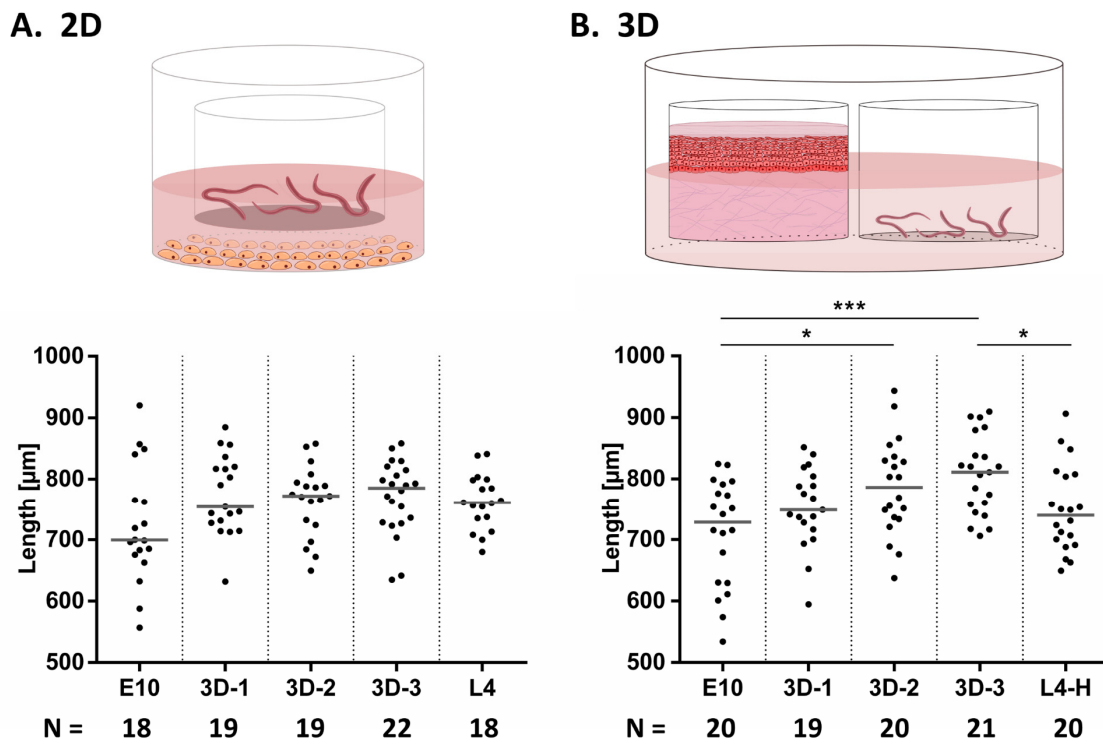 A. 2D
B. 3D
1000
900
800
700
600
500
Length [µm]
E10 3D-1 3D-2 3D-3 L4
N = 18 19 19 22 18
***
* *
1000
900
800
700
600
500
Length [µm]
E10 3D-1 3D-2 3D-3 L4-H
N = 20 19 20 21 20